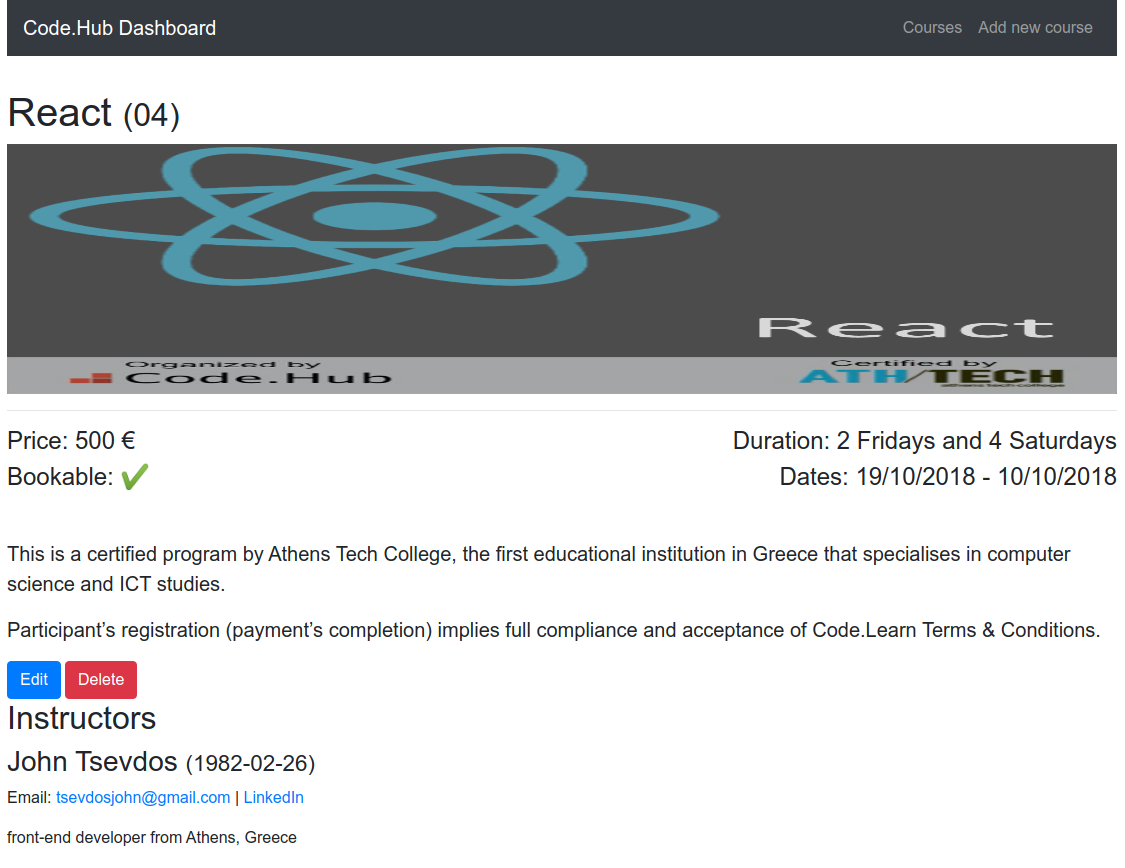 Code.Hub Dashboard Courses Add new course
React (04)
React
Organized by
Code.Hub
Certified by
ATH/TECH
athens tech college
Price: 500 € Duration: 2 Fridays and 4 Saturdays
Bookable: ✔ Dates: 19/10/2018 - 10/10/2018
This is a certified program by Athens Tech College, the first educational institution in Greece that specialises in computer
science and ICT studies.
Participant’s registration (payment’s completion) implies full compliance and acceptance of Code.Learn Terms & Conditions.
Edit Delete
Instructors
John Tsevdos (1982-02-26)
Email: tsevdosjohn@gmail.com | LinkedIn
front-end developer from Athens, Greece